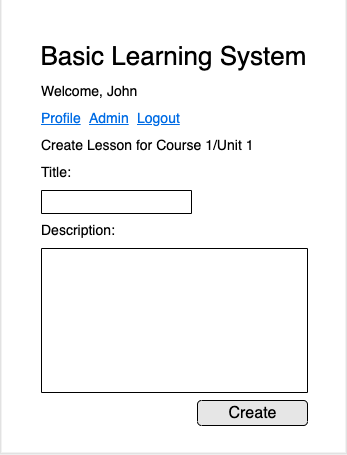 Basic Learning System
Welcome, John
Profile Admin Logout
Create Lesson for Course 1/Unit 1
Title:
Description:
Create